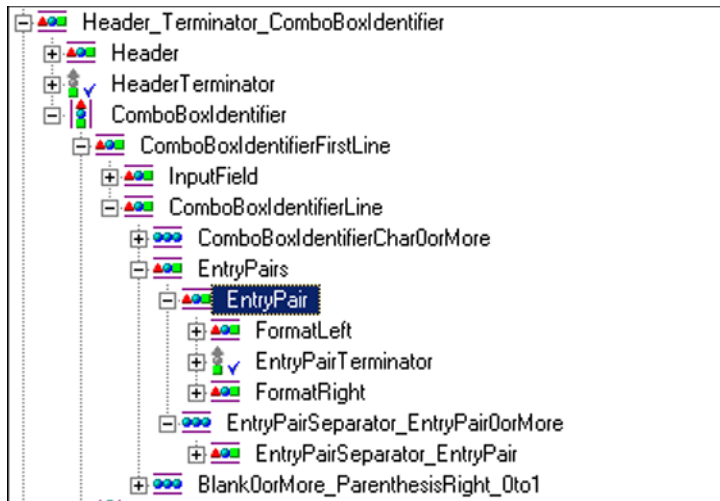 Header_Terminator_ComboBoxIdentifier
Header
HeaderTerminator
ComboBoxIdentifier
ComboBoxIdentifierFirstLine
InputField
ComboBoxIdentifierLine
ComboBoxIdentifierChar0orMore
EntryPairs
EntryPair
FormatLeft
EntryPairTerminator
FormatRight
EntryPairSeparator_EntryPair0orMore
EntryPairSeparator_EntryPair
Blank0orMore_ParenthesisRight_0to1